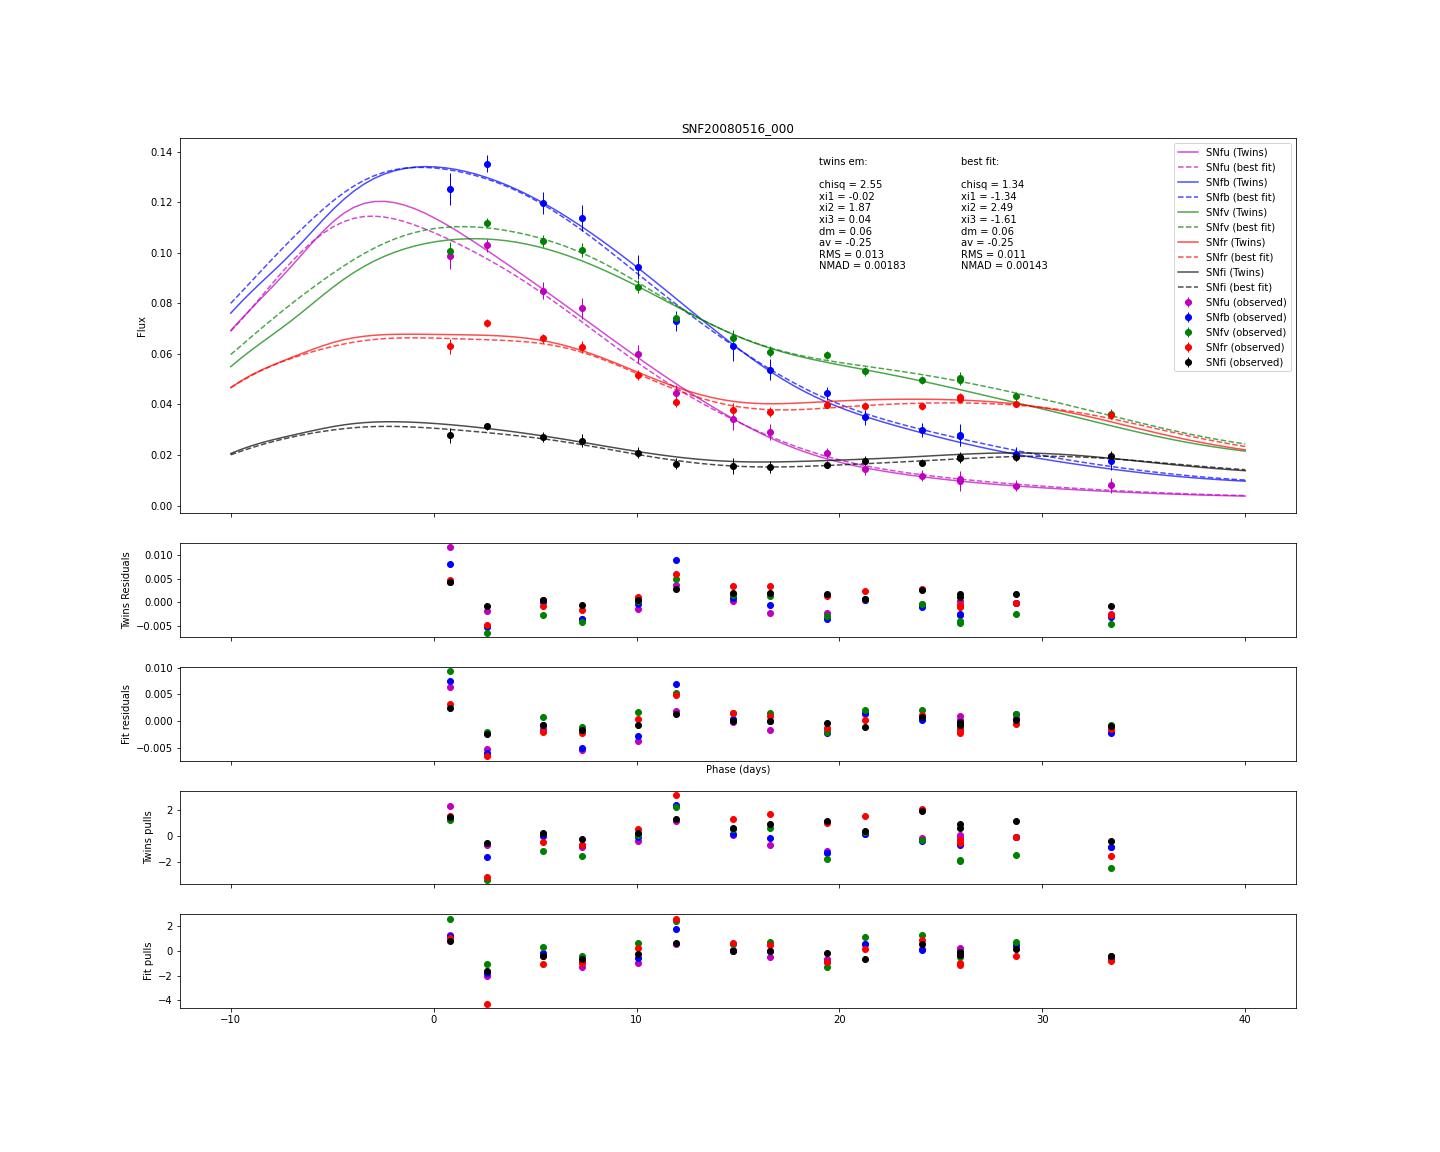 SNF20080516_000
Flux
0.14
0.12
0.10
0.08
0.06
0.04
0.02
0.00
twins em:
chisq = 2.55
xi1 = -0.02
xi2 = 1.87
xi3 = 0.04
dm = 0.06
av = -0.25
RMS = 0.013
NMAD = 0.00183
best fit:
chisq = 1.34
xi1 = -1.34
xi2 = 2.49
xi3 = -1.61
dm = 0.06
av = -0.25
RMS = 0.011
NMAD = 0.00143
SNfu (Twins)
SNfu (best fit)
SNfb (Twins)
SNfb (best fit)
SNfv (Twins)
SNfv (best fit)
SNfr (Twins)
SNfr (best fit)
SNfi (Twins)
SNfi (best fit)
SNfu (observed)
SNfb (observed)
SNfv (observed)
SNfr (observed)
SNfi (observed)
Twins Residuals
0.010
0.005
0.000
−0.005
Fit residuals
0.010
0.005
0.000
−0.005
Phase (days)
Twins pulls
2
0
−2
Fit pulls
2
0
−2
−4
−10
0
10
20
30
40